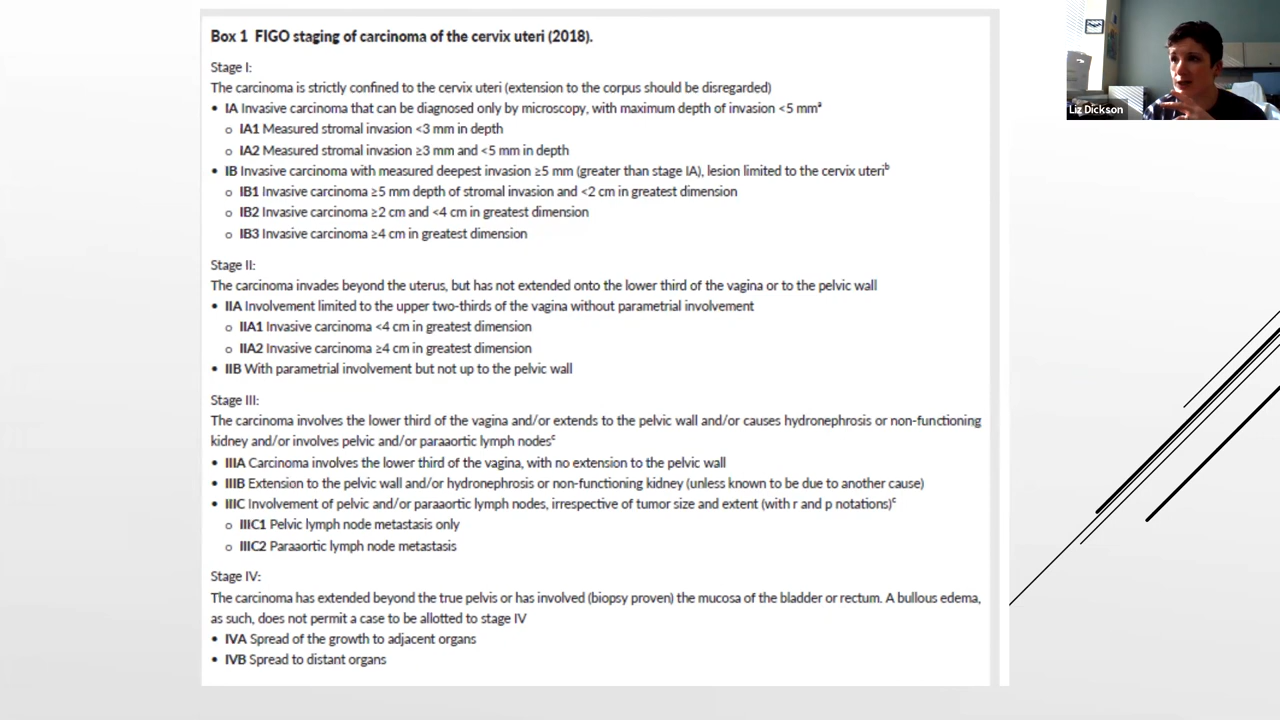 Box 1 FIGO staging of carcinoma of the cervix uteri (2018).
Stage I:
The carcinoma is strictly confined to the cervix uteri (extension to the corpus should be disregarded)
• IA Invasive carcinoma that can be diagnosed only by microscopy, with maximum depth of invasion <5 mmᵃ
o IA1 Measured stromal invasion <3 mm in depth
o IA2 Measured stromal invasion ≥3 mm and <5 mm in depth
• IB Invasive carcinoma with measured deepest invasion ≥5 mm (greater than stage IA), lesion limited to the cervix uteriᵇ
o IB1 Invasive carcinoma ≥5 mm depth of stromal invasion and <2 cm in greatest dimension
o IB2 Invasive carcinoma ≥2 cm and <4 cm in greatest dimension
o IB3 Invasive carcinoma ≥4 cm in greatest dimension
Stage II:
The carcinoma invades beyond the uterus, but has not extended onto the lower third of the vagina or to the pelvic wall
• IIA Involvement limited to the upper two-thirds of the vagina without parametrial involvement
o IIA1 Invasive carcinoma <4 cm in greatest dimension
o IIA2 Invasive carcinoma ≥4 cm in greatest dimension
• IIB With parametrial involvement but not up to the pelvic wall
Stage III:
The carcinoma involves the lower third of the vagina and/or extends to the pelvic wall and/or causes hydronephrosis or non-functioning
kidney and/or involves pelvic and/or paraaortic lymph nodesᶜ
• IIIA Carcinoma involves the lower third of the vagina, with no extension to the pelvic wall
• IIIB Extension to the pelvic wall and/or hydronephrosis or non-functioning kidney (unless known to be due to another cause)
• IIIC Involvement of pelvic and/or paraaortic lymph nodes, irrespective of tumor size and extent (with r and p notations)ᶜ
o IIIC1 Pelvic lymph node metastasis only
o IIIC2 Paraaortic lymph node metastasis
Stage IV:
The carcinoma has extended beyond the true pelvis or has involved (biopsy proven) the mucosa of the bladder or rectum. A bullous edema,
as such, does not permit a case to be allotted to stage IV
• IVA Spread of the growth to adjacent organs
• IVB Spread to distant organs
Liz Dickson